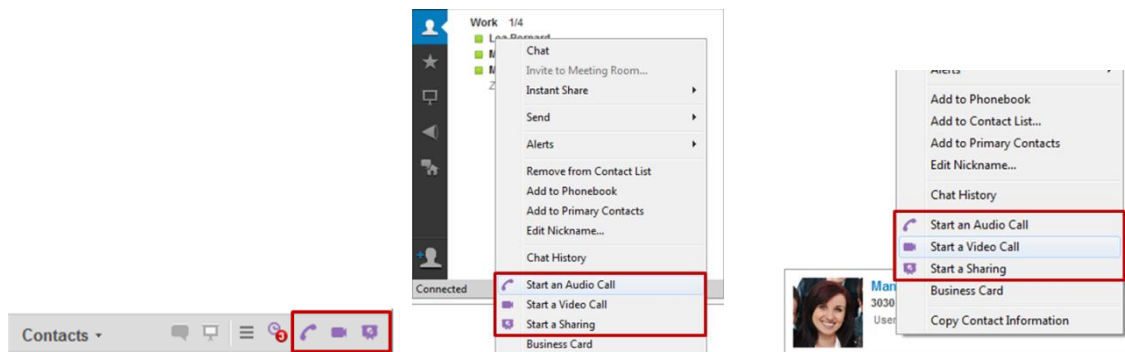 Contacts
3
Work 1/4
Lea Bernard
M
M
Z
Chat
Invite to Meeting Room...
Instant Share
Send
Alerts
Remove from Contact List
Add to Phonebook
Add to Primary Contacts
Edit Nickname...
Chat History
Start an Audio Call
Start a Video Call
Start a Sharing
Business Card
Connected
Alerts
Add to Phonebook
Add to Contact List...
Add to Primary Contacts
Edit Nickname...
Chat History
Start an Audio Call
Start a Video Call
Start a Sharing
Business Card
Copy Contact Information
Man
3030
User